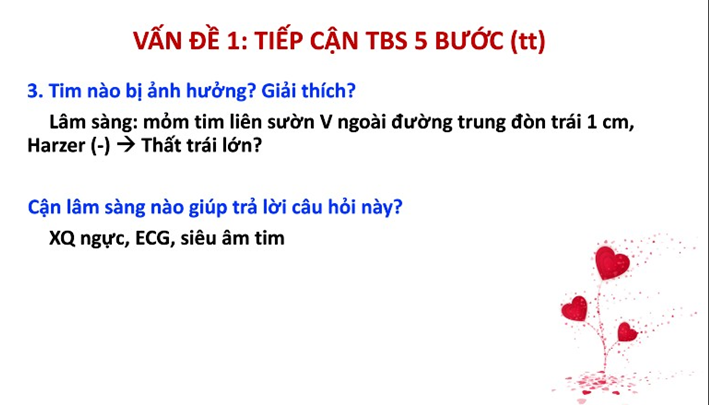 VẤN ĐỀ 1: TIẾP CẬN TBS 5 BƯỚC (tt)
3. Tim nào bị ảnh hưởng? Giải thích?
Lâm sàng: mỏm tim liên sườn V ngoài đường trung đòn trái 1 cm,
Harzer (-) → Thất trái lớn?
Cận lâm sàng nào giúp trả lời câu hỏi này?
XQ ngực, ECG, siêu âm tim